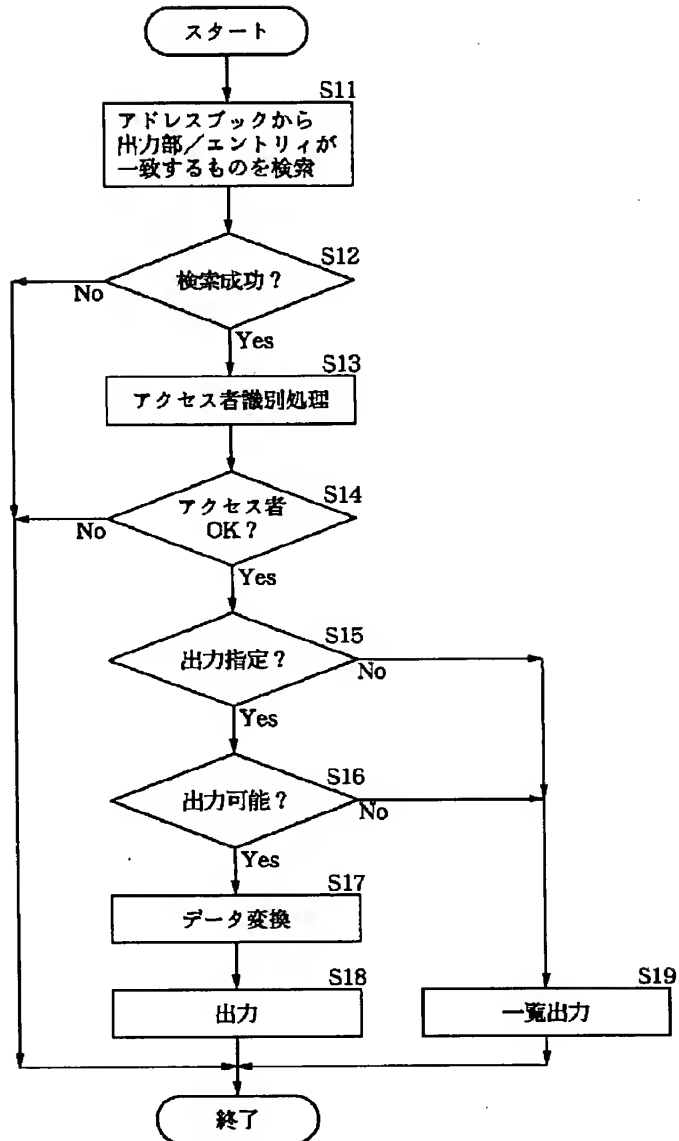 スタート
S11
アドレスブックから
出力部/エントリィが
一致するものを検索
S12
検索成功?
No
Yes
S13
アクセス者識別処理
S14
アクセス者
OK?
No
Yes
S15
出力指定?
No
Yes
S16
出力可能?
No
Yes
S17
データ変換
S18
出力
S19
一覧出力
終了